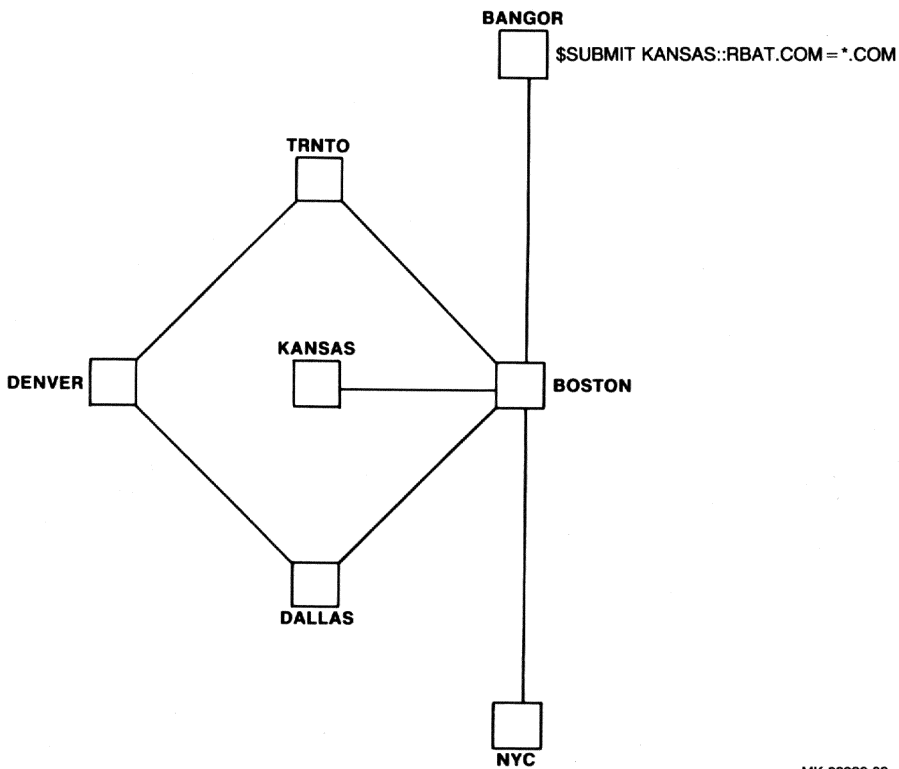 BANGOR
$SUBMIT KANSAS::RBAT.COM=*.COM
TRNTO
KANSAS
DENVER
BOSTON
DALLAS
NYC